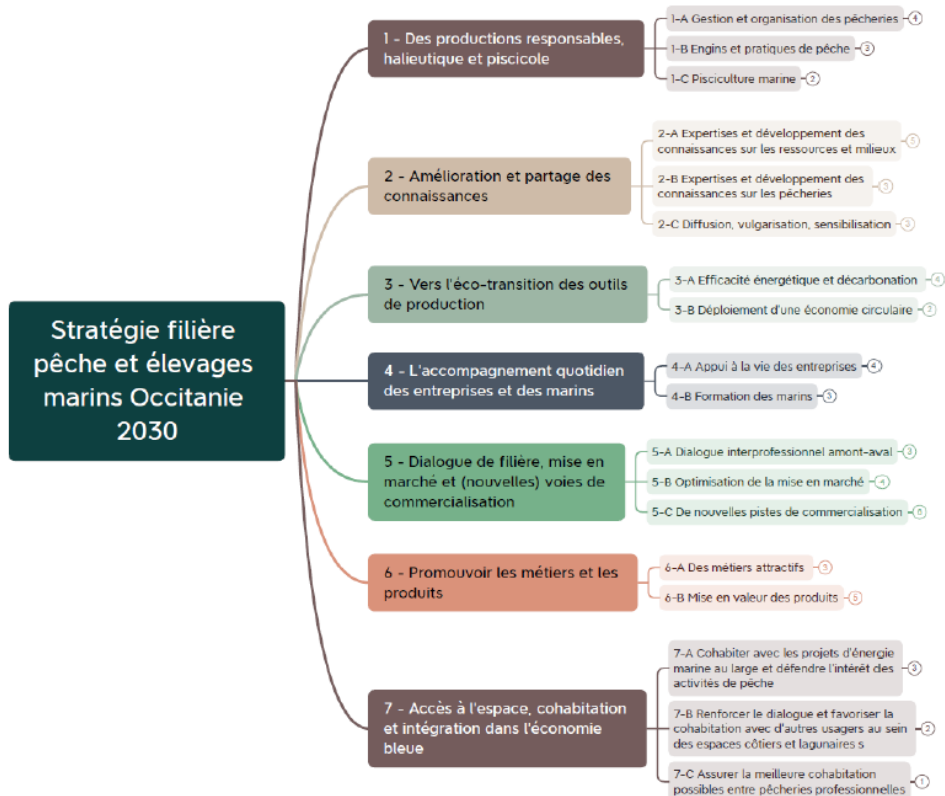 Stratégie filière
pêche et élevages
marins Occitanie
2030
1 - Des productions responsables,
halieutique et piscicole
1-A Gestion et organisation des pêcheries
4
1-B Engins et pratiques de pêche
3
1-C Pisciculture marine
2
2 - Amélioration et partage des
connaissances
2-A Expertises et développement des
connaissances sur les ressources et milieux
5
2-B Expertises et développement des
connaissances sur les pêcheries
3
2-C Diffusion, vulgarisation, sensibilisation
3
3 - Vers l'éco-transition des outils
de production
3-A Efficacité énergétique et décarbonation
3-B Déploiement d'une économie circulaire
2
4 - L'accompagnement quotidien
des entreprises et des marins
4-A Appui à la vie des entreprises
4
4-B Formation des marins
3
5 - Dialogue de filière, mise en
marché et (nouvelles) voies de
commercialisation
5-A Dialogue interprofessionnel amont-aval
3
5-B Optimisation de la mise en marché
4
5-C De nouvelles pistes de commercialisation
6 - Promouvoir les métiers et les
produits
6-A Des métiers attractifs
3
6-B Mise en valeur des produits
5
7 - Accès à l'espace, cohabitation
et intégration dans l'économie
bleue
7-A Cohabiter avec les projets d'énergie
marine au large et défendre l'intérêt des
activités de pêche
3
7-B Renforcer le dialogue et favoriser la
cohabitation avec d'autres usagers au sein
des espaces côtiers et lagunaires s
2
7-C Assurer la meilleure cohabitation
possibles entre pêcheries professionnelles
1